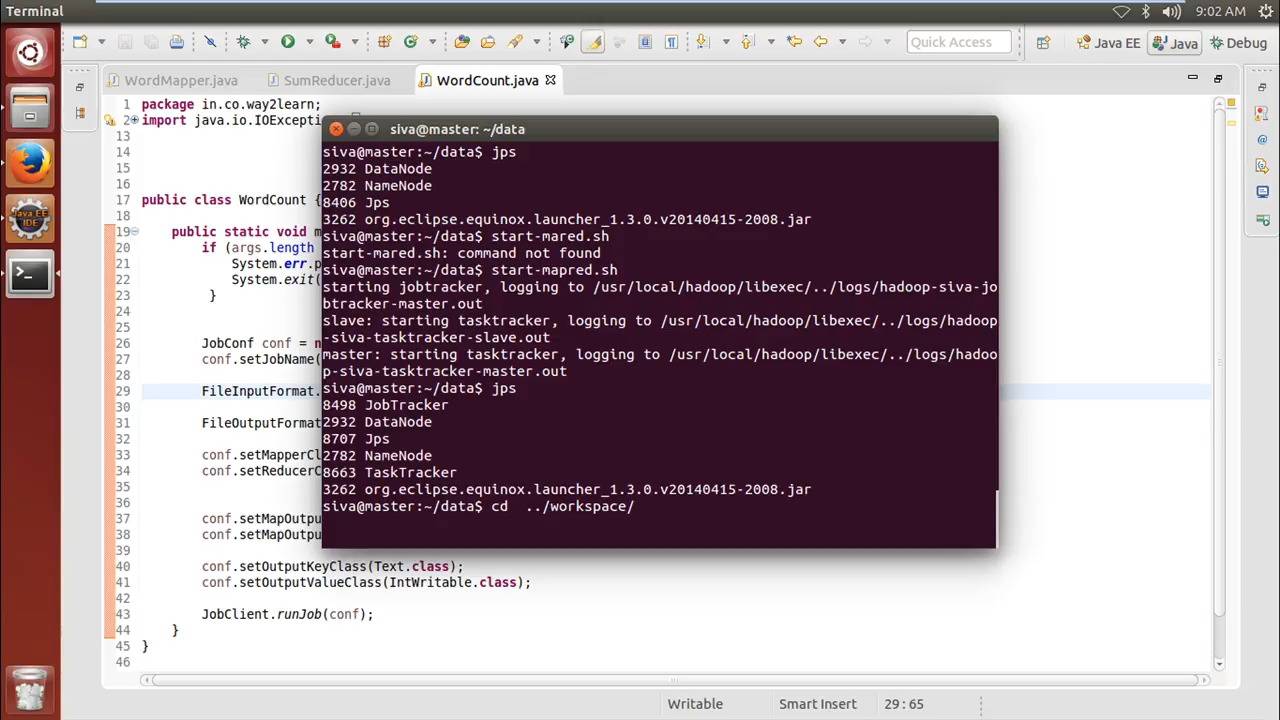 Terminal
9:02 AM
Quick Access
Java EE
Java
Debug
WordMapper.java
SumReducer.java
WordCount.java
1 package in.co.way2learn;
2 import java.io.IOExcepti
13
14
15
16
17 public class WordCount {
18
19 public static void m
20 if (args.length
21 System.err.p
22 System.exit(
23 }
24
25
26 JobConf conf = n
27 conf.setJobName(
28
29 FileInputFormat.
30
31 FileOutputFormat
32
33 conf.setMapperCl
34 conf.setReducerC
35
36
37 conf.setMapOutpu
38 conf.setMapOutpu
39
40 conf.setOutputKeyClass(Text.class);
41 conf.setOutputValueClass(IntWritable.class);
42
43 JobClient.runJob(conf);
44 }
45 }
46
siva@master: ~/data
siva@master:~/data$ jps
2932 DataNode
2782 NameNode
8406 Jps
3262 org.eclipse.equinox.launcher_1.3.0.v20140415-2008.jar
siva@master:~/data$ start-mared.sh
start-mared.sh: command not found
siva@master:~/data$ start-mapred.sh
starting jobtracker, logging to /usr/local/hadoop/libexec/../logs/hadoop-siva-jo
btracker-master.out
slave: starting tasktracker, logging to /usr/local/hadoop/libexec/../logs/hadoop
-siva-tasktracker-slave.out
master: starting tasktracker, logging to /usr/local/hadoop/libexec/../logs/hadoo
p-siva-tasktracker-master.out
siva@master:~/data$ jps
8498 JobTracker
2932 DataNode
8707 Jps
2782 NameNode
8663 TaskTracker
3262 org.eclipse.equinox.launcher_1.3.0.v20140415-2008.jar
siva@master:~/data$ cd  ../workspace/
Writable
Smart Insert
29 : 65